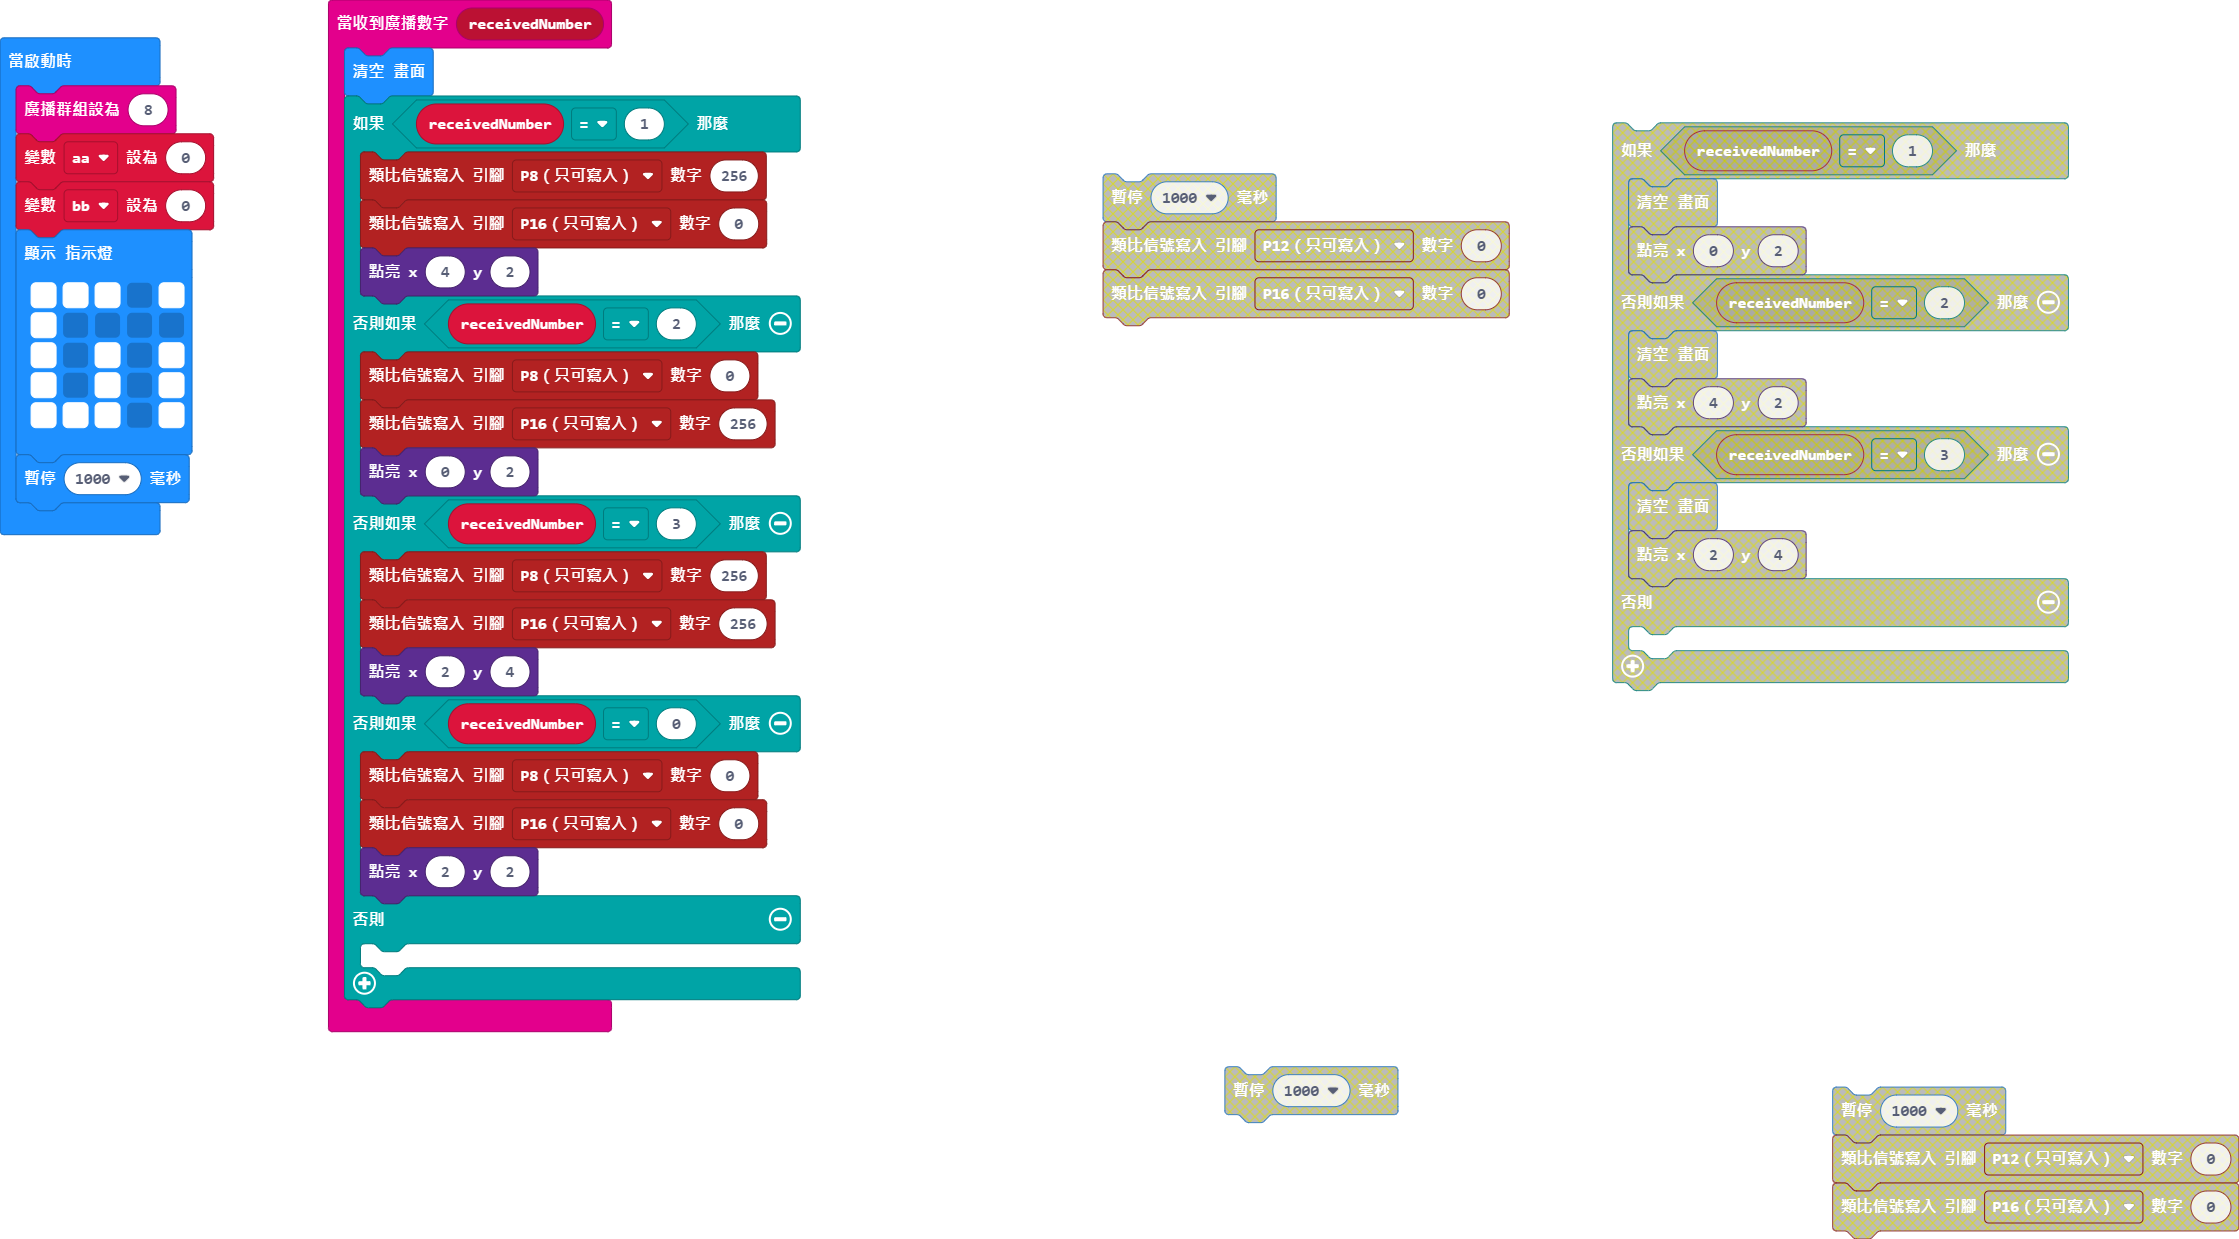 當啟動時
廣播群組設為 8
變數 aa 設為 0
變數 bb 設為 0
顯示 指示燈
暫停 1000 毫秒
當收到廣播數字 receivedNumber
清空 畫面
如果 receivedNumber = 1 那麼
類比信號寫入 引腳 P8（只可寫入） 數字 256
類比信號寫入 引腳 P16（只可寫入） 數字 0
點亮 x 4 y 2
否則如果 receivedNumber = 2 那麼
類比信號寫入 引腳 P8（只可寫入） 數字 0
類比信號寫入 引腳 P16（只可寫入） 數字 256
點亮 x 0 y 2
否則如果 receivedNumber = 3 那麼
類比信號寫入 引腳 P8（只可寫入） 數字 256
類比信號寫入 引腳 P16（只可寫入） 數字 256
點亮 x 2 y 4
否則如果 receivedNumber = 0 那麼
類比信號寫入 引腳 P8（只可寫入） 數字 0
類比信號寫入 引腳 P16（只可寫入） 數字 0
點亮 x 2 y 2
否則
暫停 1000 毫秒
類比信號寫入 引腳 P12（只可寫入） 數字 0
類比信號寫入 引腳 P16（只可寫入） 數字 0
如果 receivedNumber = 1 那麼
清空 畫面
點亮 x 0 y 2
否則如果 receivedNumber = 2 那麼
清空 畫面
點亮 x 4 y 2
否則如果 receivedNumber = 3 那麼
清空 畫面
點亮 x 2 y 4
否則
暫停 1000 毫秒
暫停 1000 毫秒
類比信號寫入 引腳 P12（只可寫入） 數字 0
類比信號寫入 引腳 P16（只可寫入） 數字 0